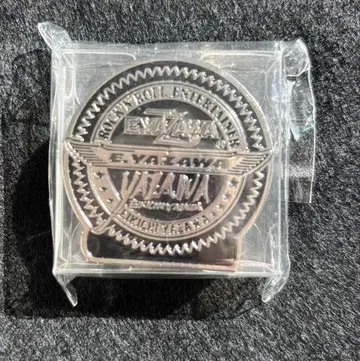 ROCK'N'ROLL ENTERTAINER
E.YAZAWA
®
E.YAZAWA
YAZAWA
EIKICHI YAZAWA